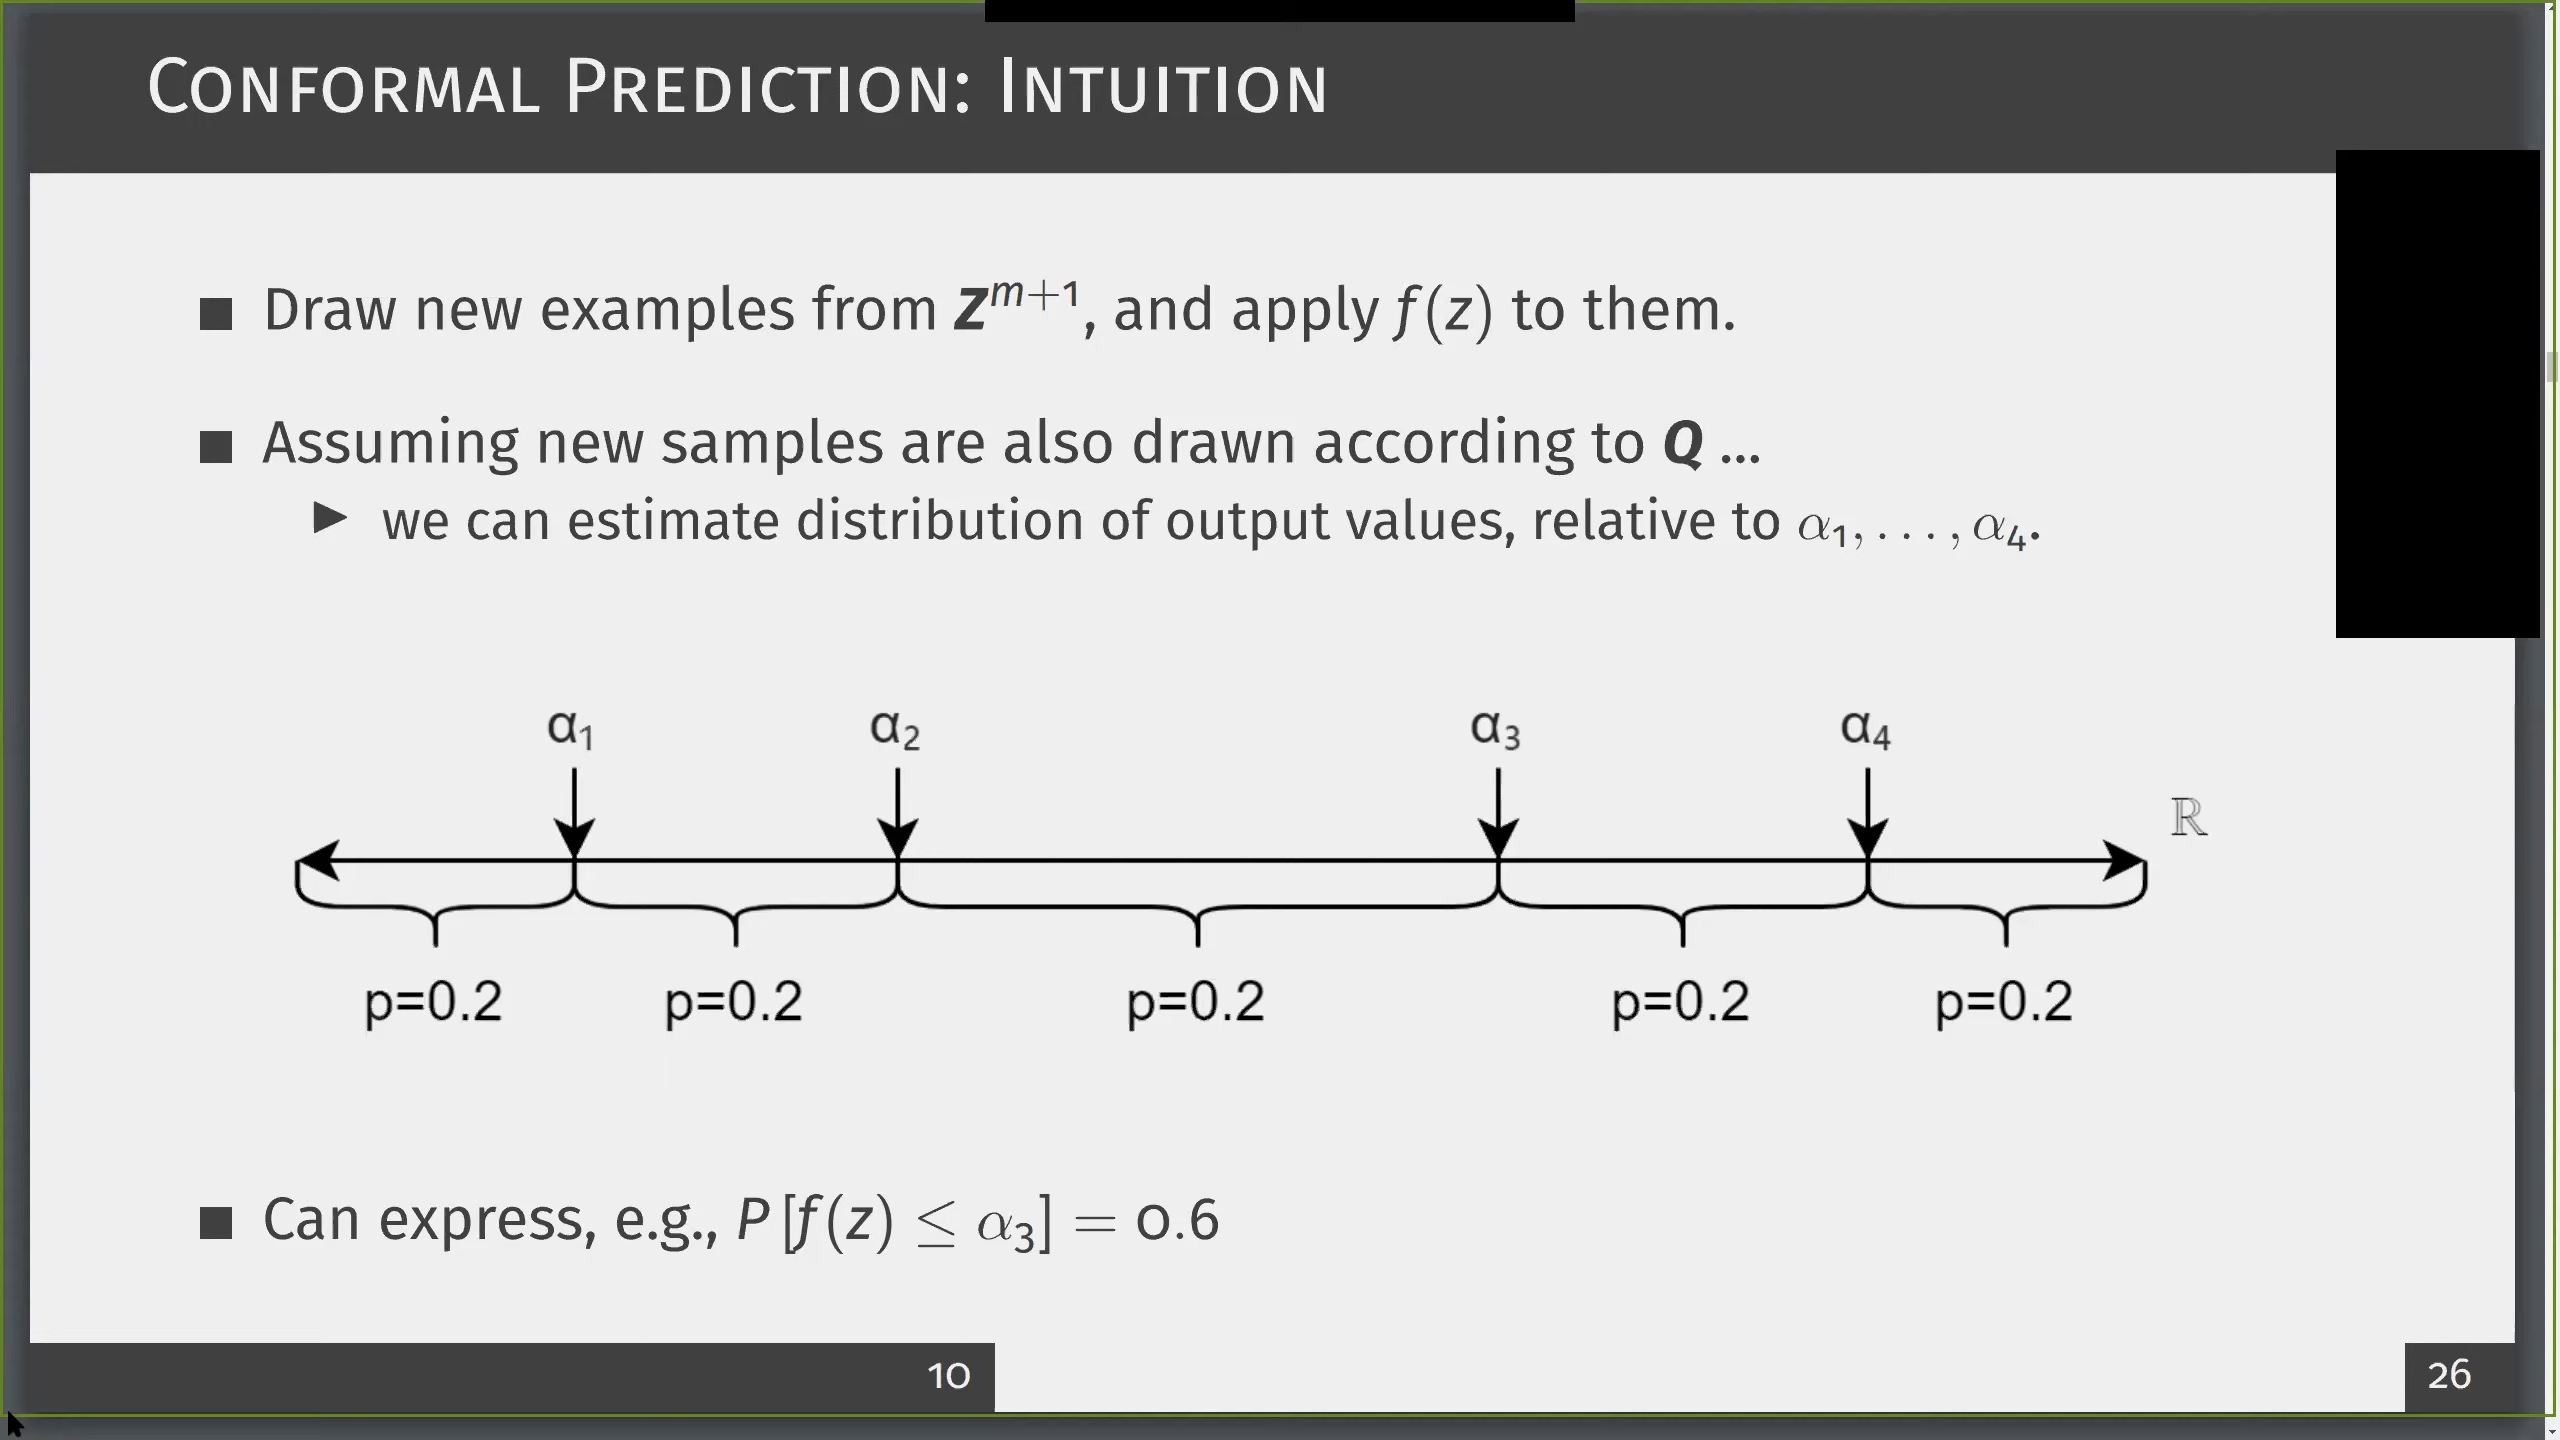 Conformal Prediction: Intuition
Draw new examples from Z^{m+1}, and apply f(z) to them.
Assuming new samples are also drawn according to Q ...
we can estimate distribution of output values, relative to α₁, . . . , α₄.
α₁ α₂ α₃ α₄
ℝ
p=0.2 p=0.2 p=0.2 p=0.2 p=0.2
Can express, e.g., P [f(z) ≤ α₃] = 0.6
10 26